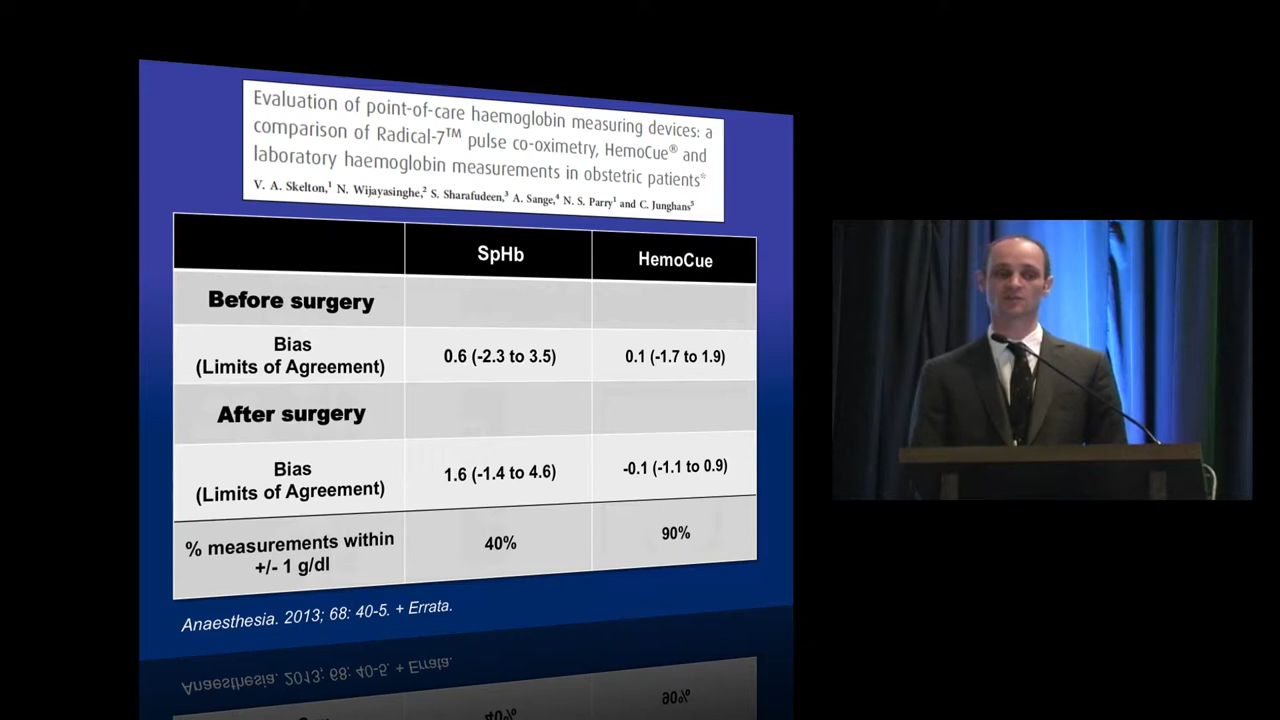 Evaluation of point-of-care haemoglobin measuring devices: a
comparison of Radical-7™ pulse co-oximetry, HemoCue® and
laboratory haemoglobin measurements in obstetric patients*
V. A. Skelton,¹ N. Wijayasinghe,² S. Sharafudeen,³ A. Sange,⁴ N. S. Parry¹ and C. Junghans⁵
SpHb HemoCue
Before surgery
Bias
(Limits of Agreement) 0.6 (-2.3 to 3.5) 0.1 (-1.7 to 1.9)
After surgery
Bias
(Limits of Agreement) 1.6 (-1.4 to 4.6) -0.1 (-1.1 to 0.9)
% measurements within
+/- 1 g/dl 40% 90%
Anaesthesia. 2013; 68: 40-5. + Errata.